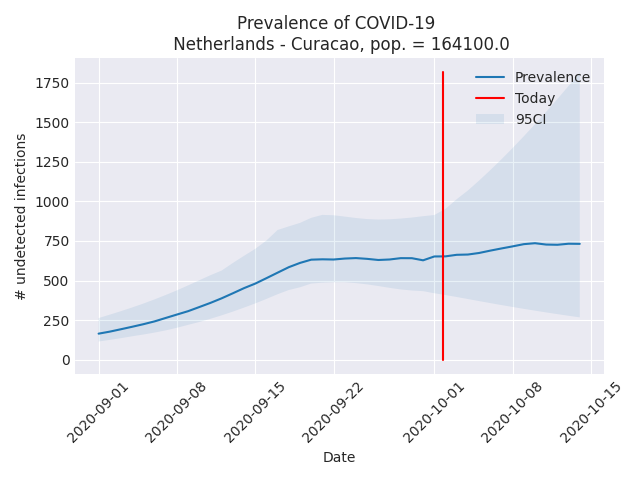 Prevalence of COVID-19
Netherlands - Curacao, pop. = 164100.0
Prevalence
Today
95CI
# undetected infections
1750
1500
1250
1000
750
500
250
0
2020-09-01
2020-09-08
2020-09-15
2020-09-22
2020-10-01
2020-10-08
2020-10-15
Date